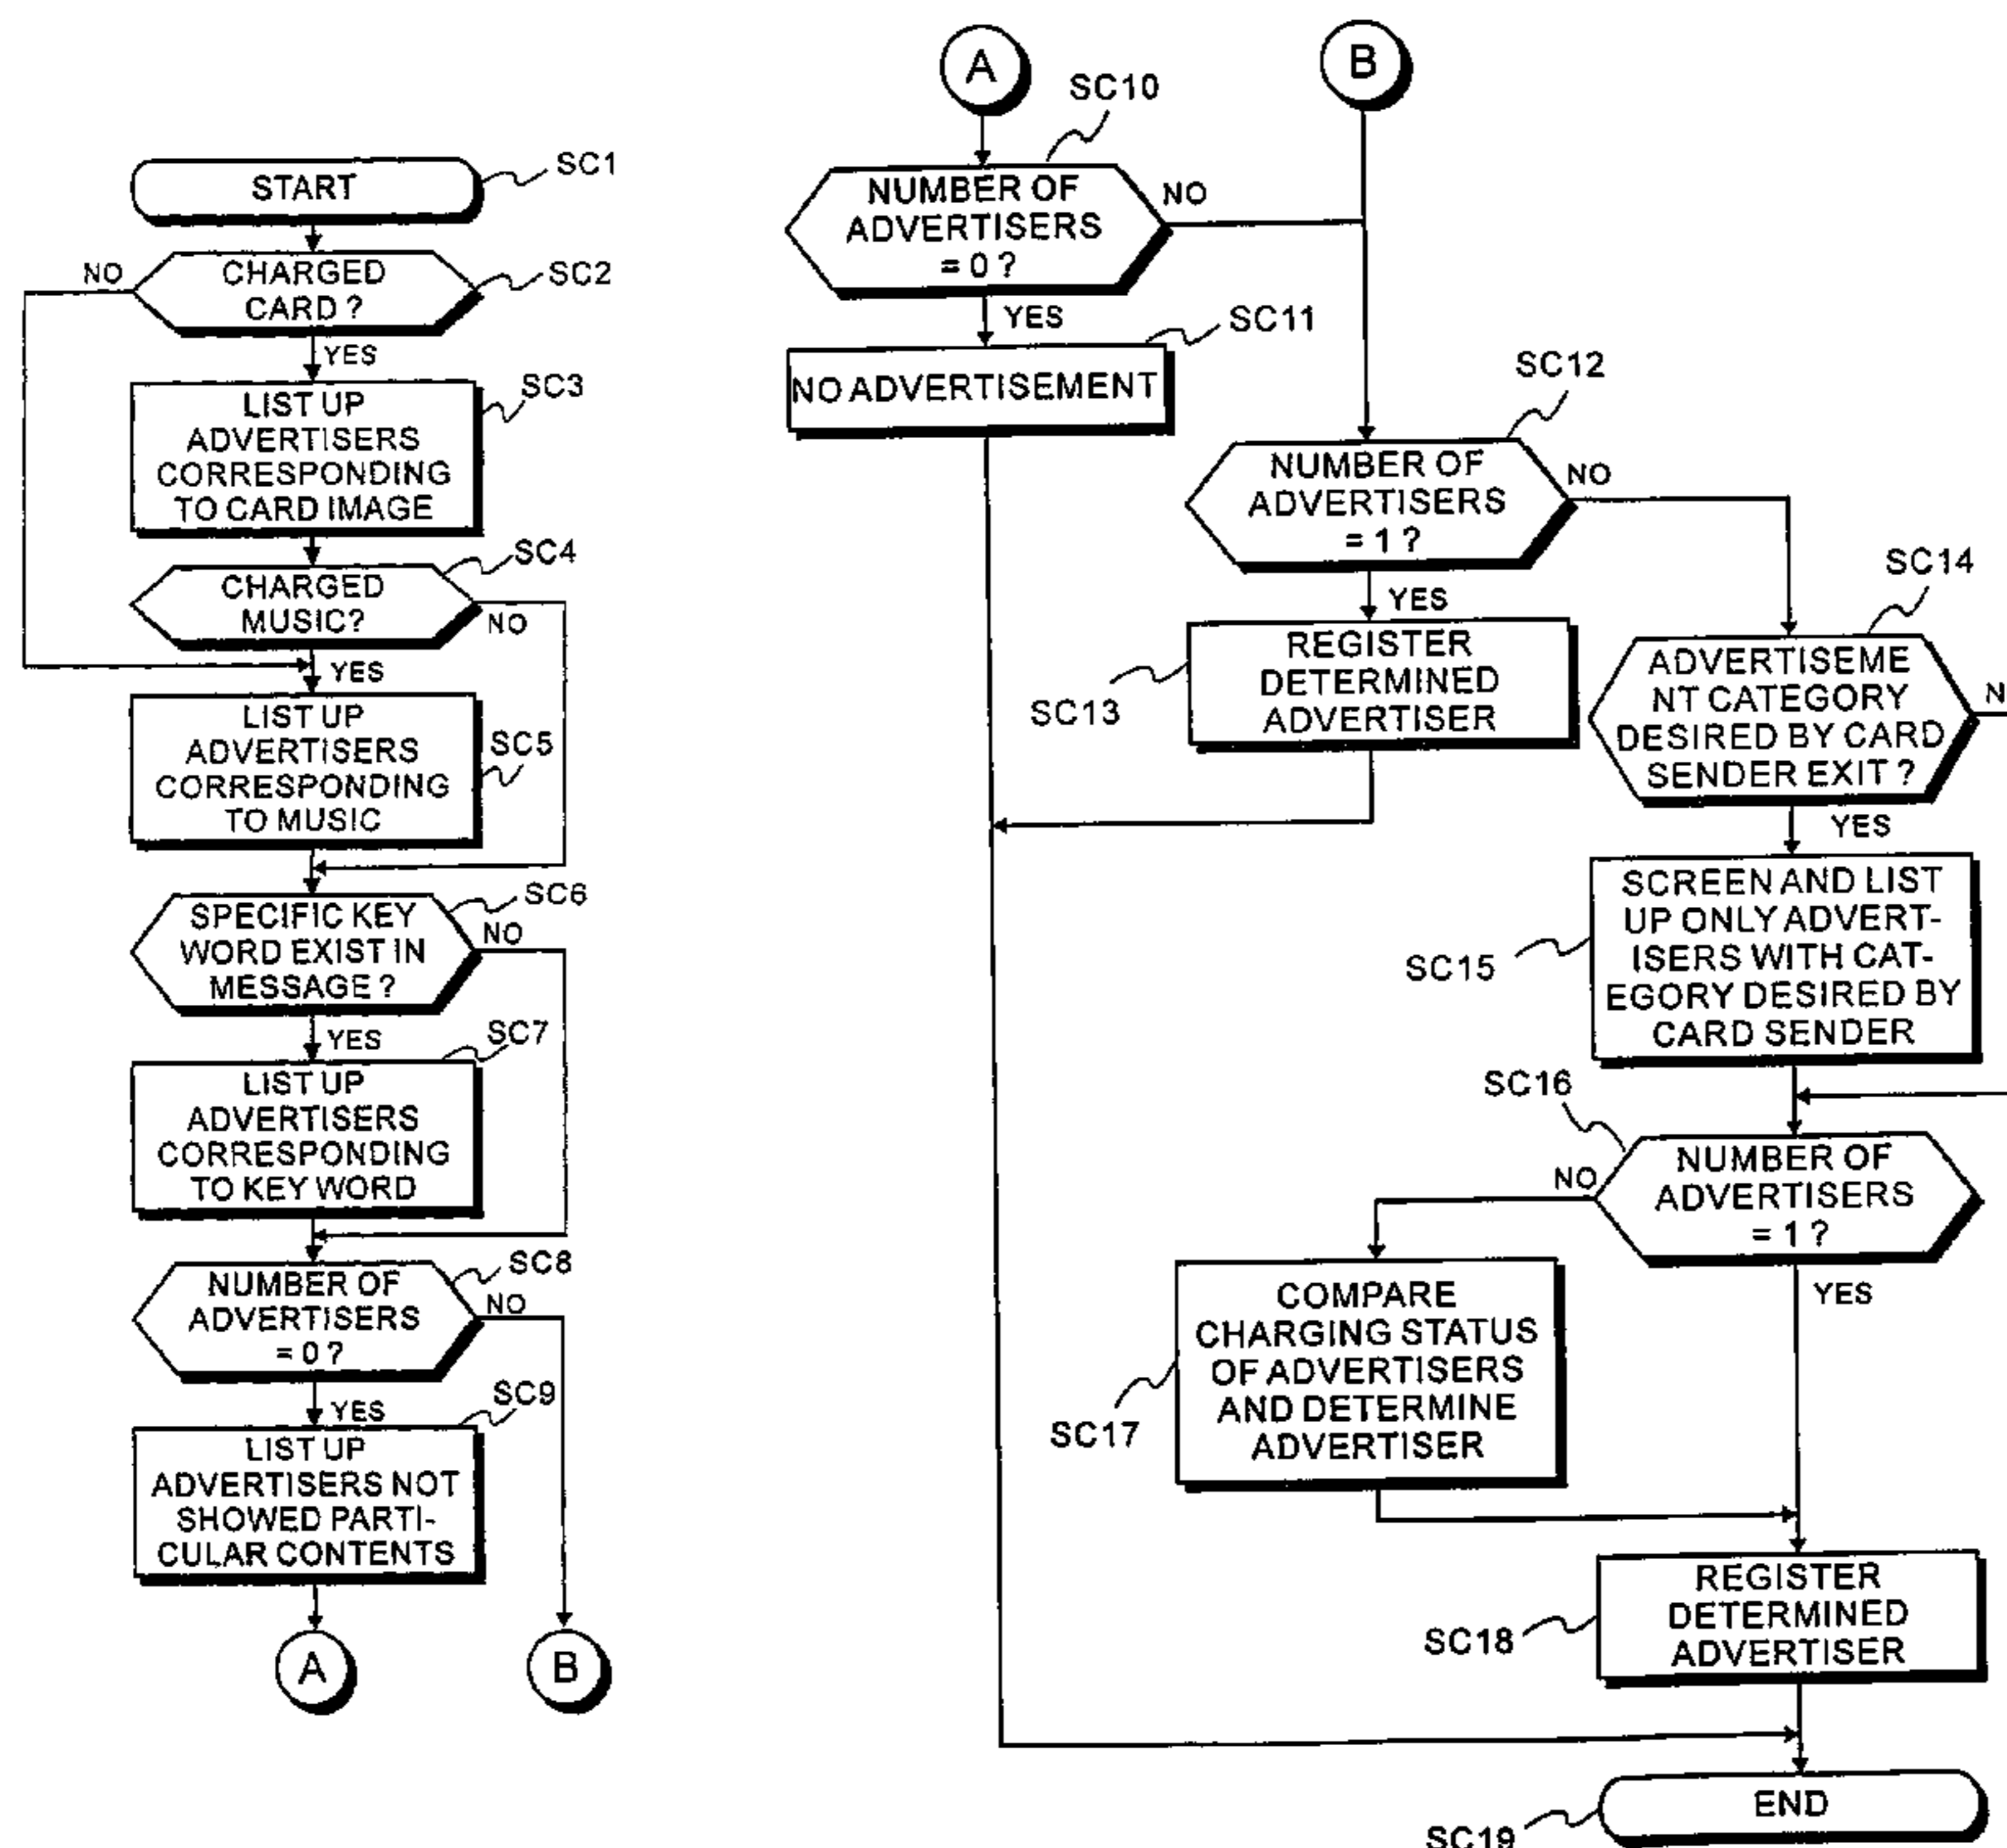 START
SC1
CHARGED
CARD ?
SC2
NO
YES
LIST UP
ADVERTISERS
CORRESPONDING
TO CARD IMAGE
SC3
CHARGED
MUSIC?
SC4
NO
YES
LIST UP
ADVERTISERS
CORRESPONDING
TO MUSIC
SC5
SPECIFIC KEY
WORD EXIST IN
MESSAGE ?
SC6
NO
YES
LIST UP
ADVERTISERS
CORRESPONDING
TO KEY WORD
SC7
NUMBER OF
ADVERTISERS
= 0 ?
SC8
NO
YES
LIST UP
ADVERTISERS NOT
SHOWED PARTI-
CULAR CONTENTS
SC9
A
B
A
B
SC10
NUMBER OF
ADVERTISERS
= 0 ?
NO
YES
SC11
NO ADVERTISEMENT
SC12
NUMBER OF
ADVERTISERS
= 1 ?
NO
YES
REGISTER
DETERMINED
ADVERTISER
SC13
SC14
ADVERTISEME
NT CATEGORY
DESIRED BY CARD
SENDER EXIT ?
N
YES
SCREEN AND LIST
UP ONLY ADVERT-
ISERS WITH CAT-
EGORY DESIRED BY
CARD SENDER
SC15
SC16
NUMBER OF
ADVERTISERS
= 1 ?
NO
YES
COMPARE
CHARGING STATUS
OF ADVERTISERS
AND DETERMINE
ADVERTISER
SC17
REGISTER
DETERMINED
ADVERTISER
SC18
END
SC19